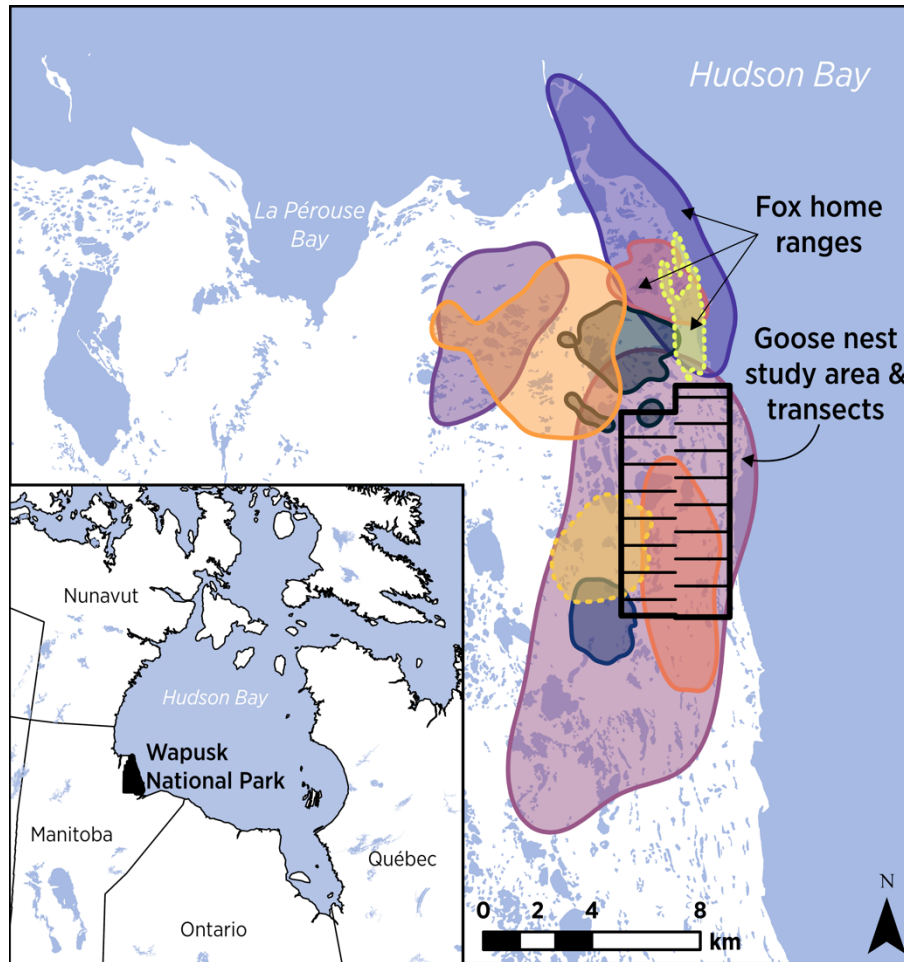 Hudson Bay
La Pérouse
Bay
Fox home
ranges
Goose nest
study area &
transects
Nunavut
Hudson Bay
Wapusk
National Park
Manitoba
Québec
Ontario
0 2 4 8
km
N